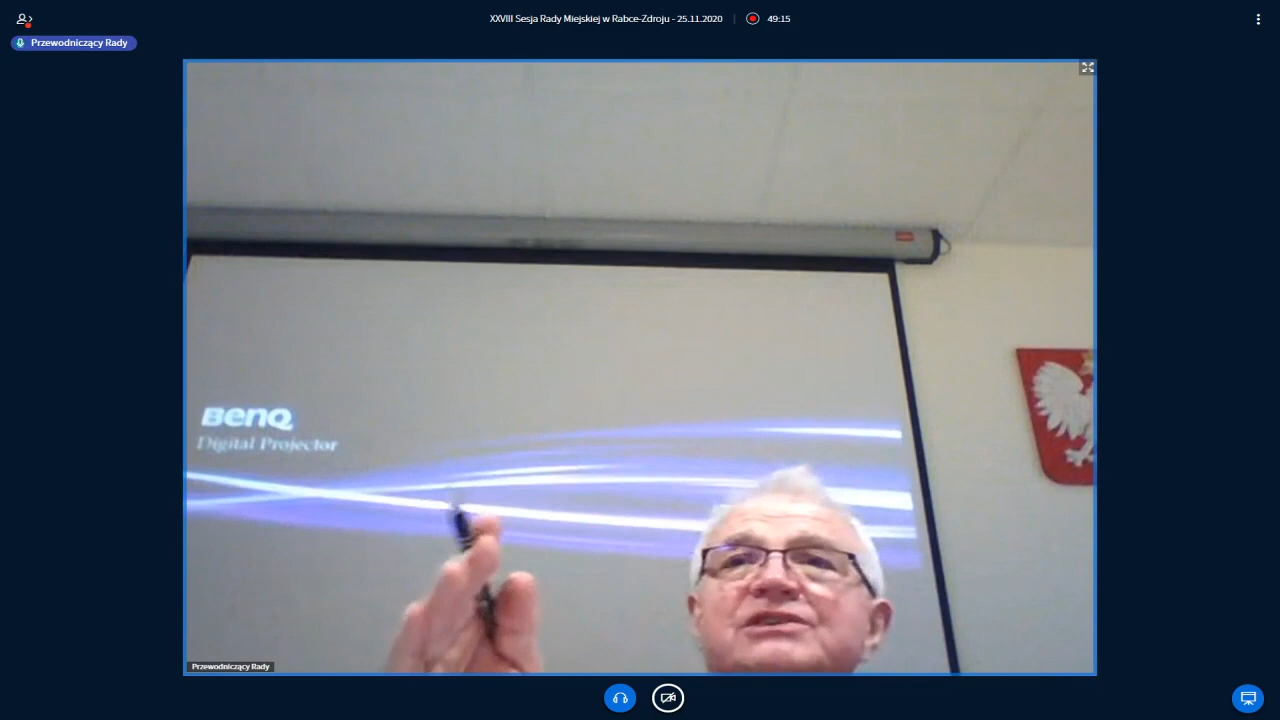 XXVIII Sesja Rady Miejskiej w Rabce-Zdroju - 25.11.2020
49:15
Przewodniczący Rady
BenQ
Digital Projector
Przewodniczący Rady